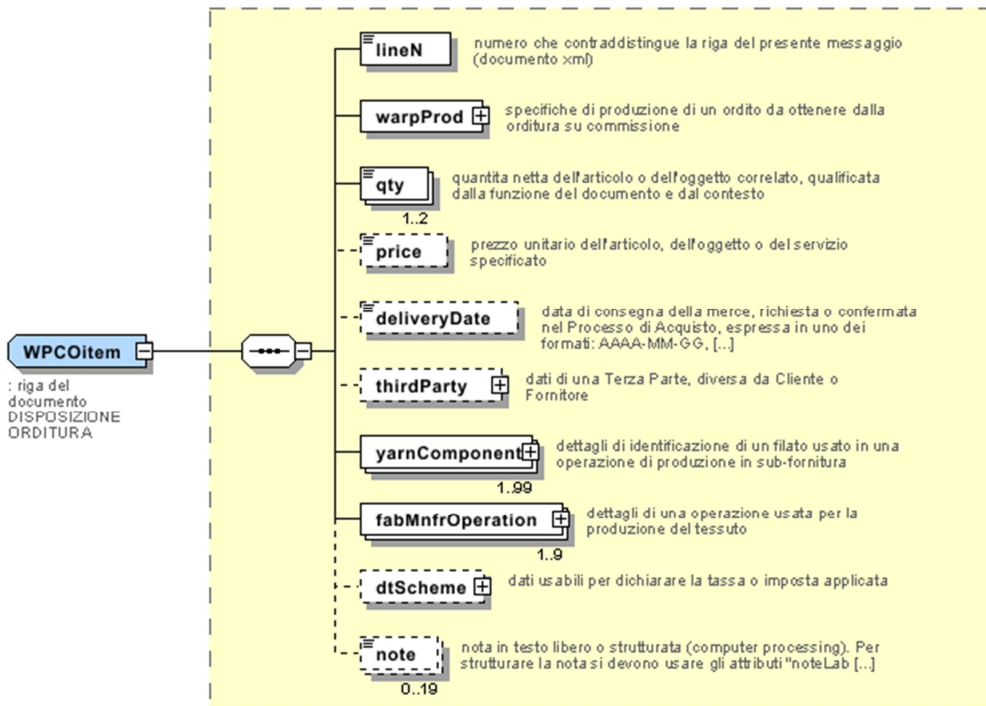 lineN
numero che contraddistingue la riga del presente messaggio
(documento xml)
warpProd
specifiche di produzione di un ordito da ottenere dalla
orditura su commissione
qty
quantita netta dell'articolo o dell'oggetto correlato, qualificata
dalla funzione del documento e dal contesto
1..2
price
prezzo unitario dell'articolo, dell'oggetto o del servizio
specificato
deliveryDate
data di consegna della merce, richiesta o confermata
nel Processo di Acquisto, espressa in uno dei
formati: AAAA-MM-GG, [...]
WPCOitem
: riga del
documento
DISPOSIZIONE
ORDITURA
thirdParty
dati di una Terza Parte, diversa da Cliente o
Fornitore
yarnComponent
dettagli di identificazione di un filato usato in una
operazione di produzione in sub-fornitura
1..99
fabMnfrOperation
dettagli di una operazione usata per la
produzione del tessuto
1..9
dtScheme
dati usabili per dichiarare la tassa o imposta applicata
note
nota in testo libero o strutturata (computer processing). Per
strutturare la nota si devono usare gli attributi "noteLab [...]
0..19